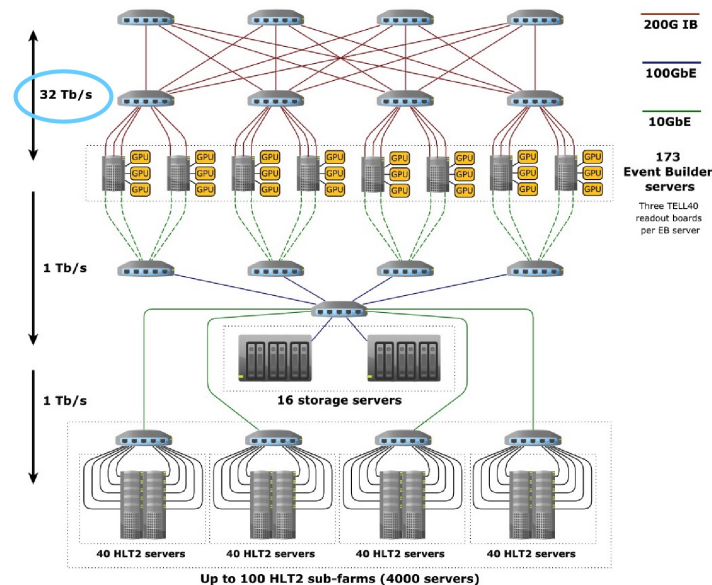 200G IB
100GbE
10GbE
32 Tb/s
GPU GPU GPU GPU GPU GPU GPU GPU
GPU GPU GPU GPU GPU GPU GPU GPU
GPU GPU GPU GPU GPU GPU GPU GPU
173
Event Builder
servers
Three TELL40
readout boards
per EB server
1 Tb/s
16 storage servers
1 Tb/s
40 HLT2 servers
40 HLT2 servers
40 HLT2 servers
40 HLT2 servers
Up to 100 HLT2 sub-farms (4000 servers)